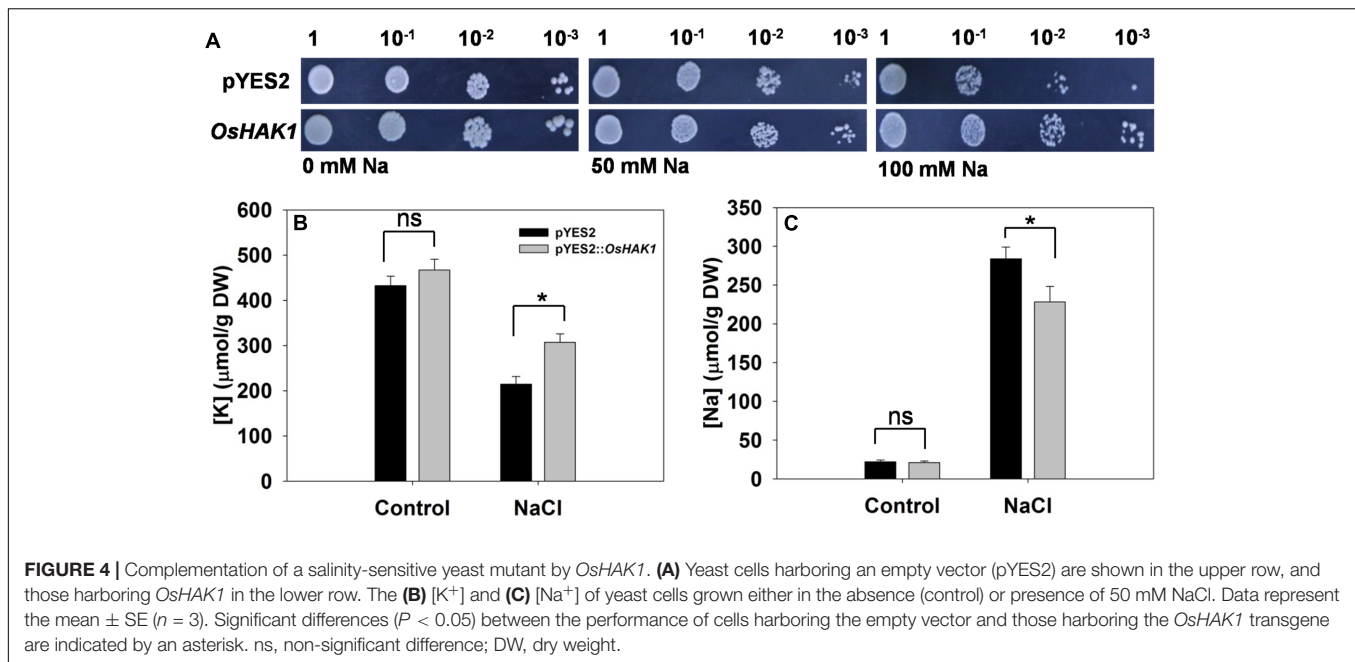 A 1 10⁻¹ 10⁻² 10⁻³ 1 10⁻¹ 10⁻² 10⁻³ 1 10⁻¹ 10⁻² 10⁻³
pYES2
OsHAK1
0 mM Na 50 mM Na 100 mM Na
B
600
500
400
300
200
100
0
[K] (μmol/g DW)
ns
*
pYES2
pYES2::OsHAK1
Control NaCl
C
350
300
250
200
150
100
50
0
[Na] (μmol/g DW)
ns
*
Control NaCl
FIGURE 4 | Complementation of a salinity-sensitive yeast mutant by OsHAK1. (A) Yeast cells harboring an empty vector (pYES2) are shown in the upper row, and
those harboring OsHAK1 in the lower row. The (B) [K⁺] and (C) [Na⁺] of yeast cells grown either in the absence (control) or presence of 50 mM NaCl. Data represent
the mean ± SE (n = 3). Significant differences (P < 0.05) between the performance of cells harboring the empty vector and those harboring the OsHAK1 transgene
are indicated by an asterisk. ns, non-significant difference; DW, dry weight.